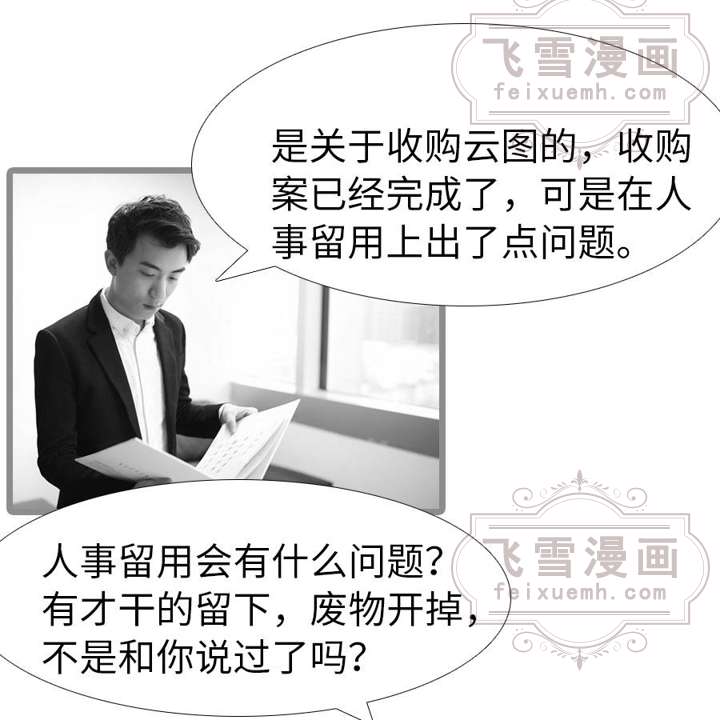 飞雪漫画
feixuemh.com
是关于收购云图的，收购
案已经完成了，可是在人
事留用上出了点问题。
人事留用会有什么问题？
有才干的留下，废物开掉，
不是和你说过了吗？
飞雪漫画
feixuemh.com